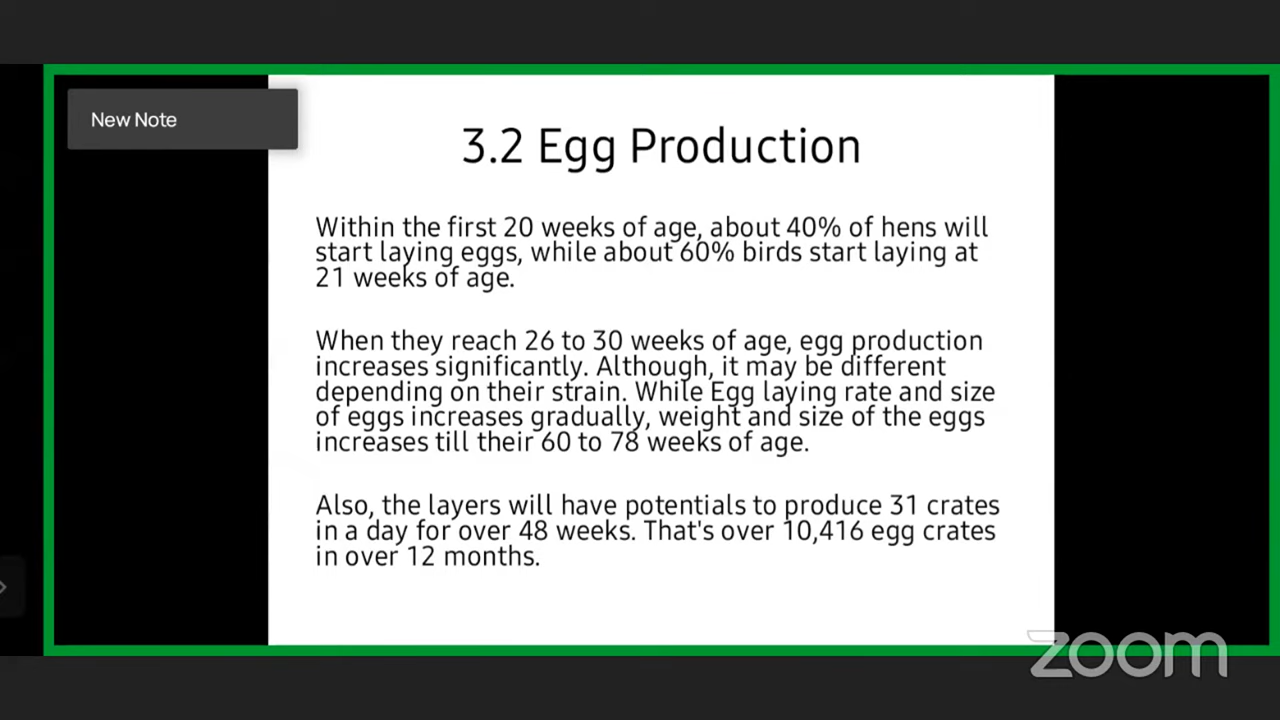 New Note
3.2 Egg Production
Within the first 20 weeks of age, about 40% of hens will
start laying eggs, while about 60% birds start laying at
21 weeks of age.
When they reach 26 to 30 weeks of age, egg production
increases significantly. Although, it may be different
depending on their strain. While Egg laying rate and size
of eggs increases gradually, weight and size of the eggs
increases till their 60 to 78 weeks of age.
Also, the layers will have potentials to produce 31 crates
in a day for over 48 weeks. That's over 10,416 egg crates
in over 12 months.
zoom